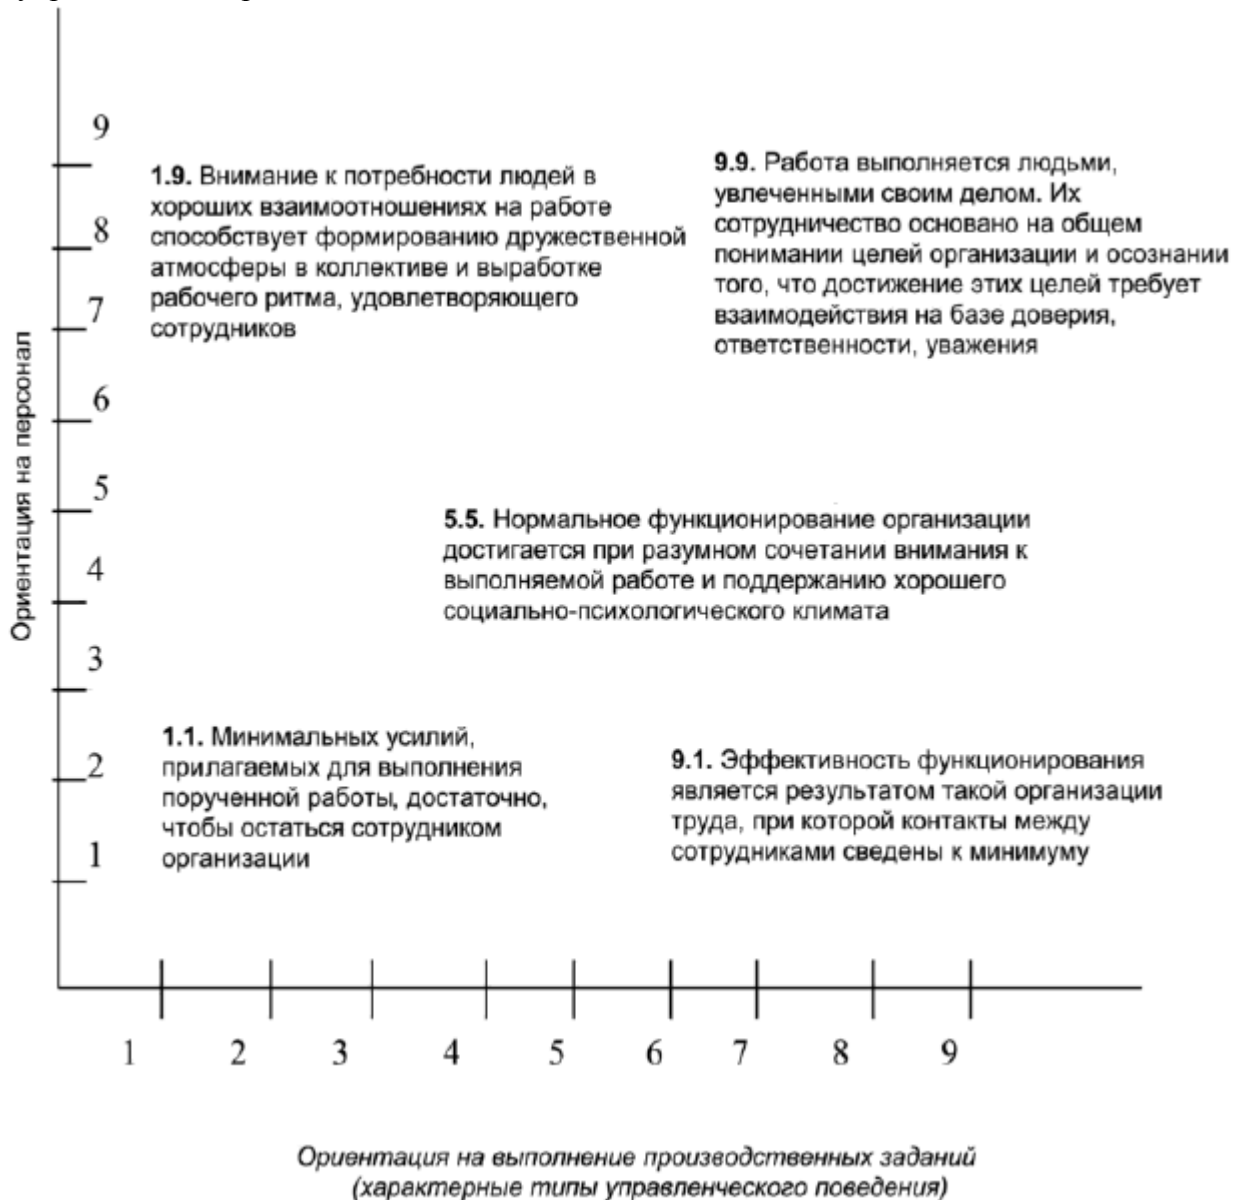 9
1.9. Внимание к потребности людей в
хороших взаимоотношениях на работе
способствует формированию дружественной
атмосферы в коллективе и выработке
рабочего ритма, удовлетворяющего
сотрудников
9.9. Работа выполняется людьми,
увлеченными своим делом. Их
сотрудничество основано на общем
понимании целей организации и осознании
того, что достижение этих целей требует
взаимодействия на базе доверия,
ответственности, уважения
8
7
Ориентация на персонал
6
5
5.5. Нормальное функционирование организации
достигается при разумном сочетании внимания к
выполняемой работе и поддержанию хорошего
социально-психологического климата
4
3
1.1. Минимальных усилий,
прилагаемых для выполнения
порученной работы, достаточно,
чтобы остаться сотрудником
организации
9.1. Эффективность функционирования
является результатом такой организации
труда, при которой контакты между
сотрудниками сведены к минимуму
2
1
1 2 3 4 5 6 7 8 9
Ориентация на выполнение производственных заданий
(характерные типы управленческого поведения)